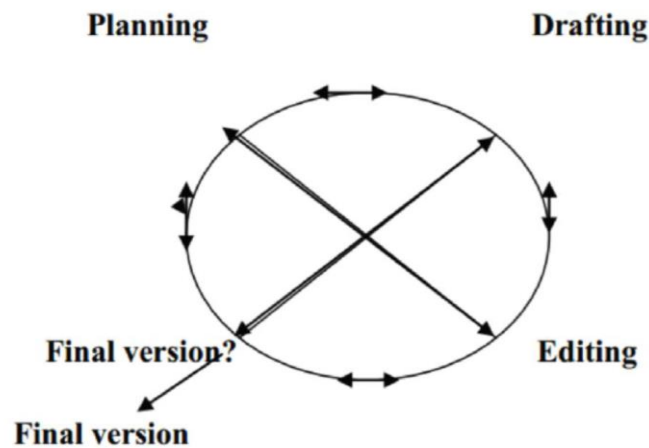 Planning
Drafting
Final version?
Editing
Final version